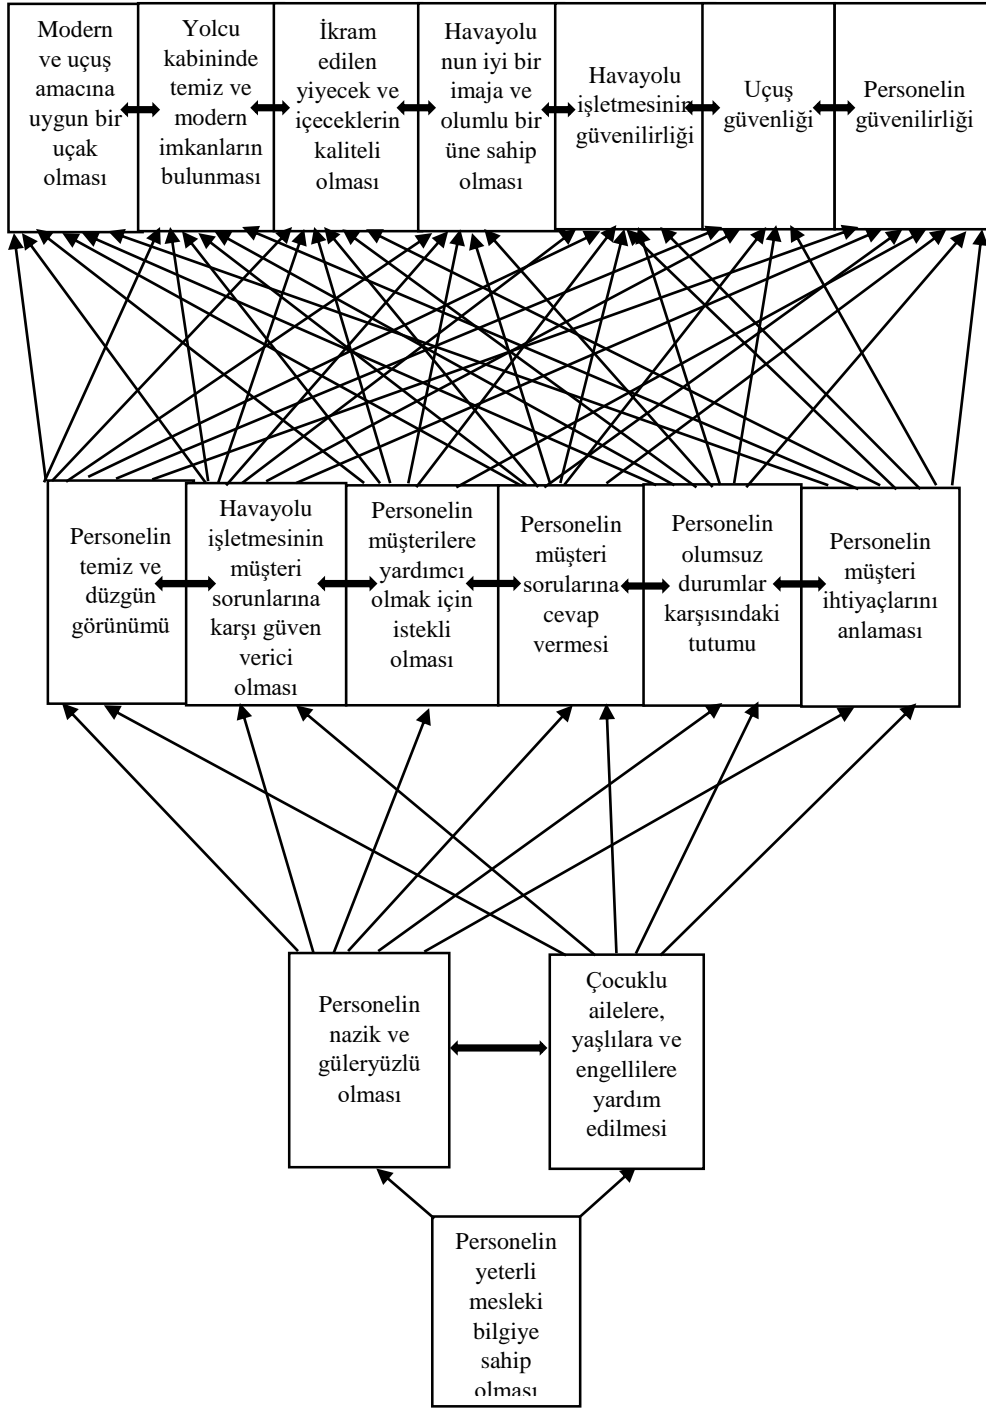 Modern
ve uçuş
amacına
uygun bir
uçak
olması
Yolcu
kabininde
temiz ve
modern
imkanların
bulunması
İkram
edilen
yiyecek ve
içeceklerin
kaliteli
olması
Havayolu
nun iyi bir
imaja ve
olumlu bir
üne sahip
olması
Havayolu
işletmesinin
güvenilirliği
Uçuş
güvenliği
Personelin
güvenilirliği
Personelin
temiz ve
düzgün
görünümü
Havayolu
işletmesinin
müşteri
sorunlarına
karşı güven
verici
olması
Personelin
müşterilere
yardımcı
olmak için
istekli
olması
Personelin
müşteri
sorularına
cevap
vermesi
Personelin
olumsuz
durumlar
karşısındaki
tutumu
Personelin
müşteri
ihtiyaçlarını
anlaması
Personelin
nazik ve
güleryüzlü
olması
Çocuklu
ailelere,
yaşlılara ve
engellilere
yardım
edilmesi
Personelin
yeterli
mesleki
bilgiye
sahip
olması